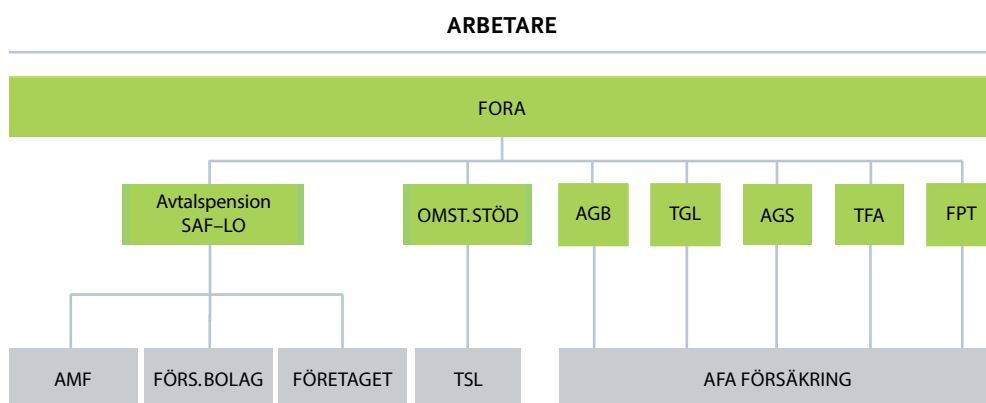 ARBETARE
FORA
Avtalspension
SAF–LO
OMST.STÖD
AGB
TGL
AGS
TFA
FPT
AMF
FÖRS.BOLAG
FÖRETAGET
TSL
AFA FÖRSÄKRING